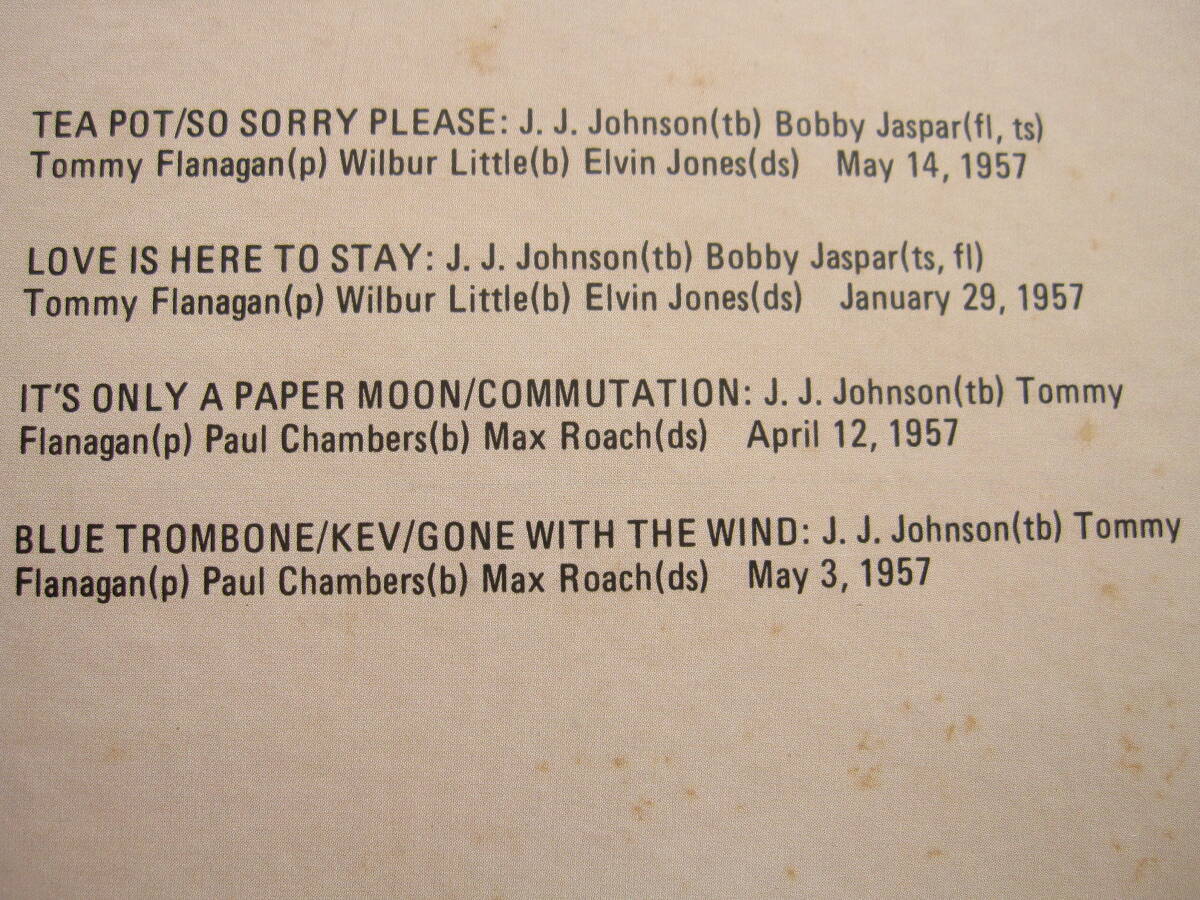 TEA POT/SO SORRY PLEASE: J. J. Johnson(tb) Bobby Jaspar(fl, ts)
Tommy Flanagan(p) Wilbur Little(b) Elvin Jones(ds) May 14, 1957
LOVE IS HERE TO STAY: J. J. Johnson(tb) Bobby Jaspar(ts, fl)
Tommy Flanagan(p) Wilbur Little(b) Elvin Jones(ds) January 29, 1957
IT'S ONLY A PAPER MOON/COMMUTATION: J. J. Johnson(tb) Tommy
Flanagan(p) Paul Chambers(b) Max Roach(ds) April 12, 1957
BLUE TROMBONE/KEV/GONE WITH THE WIND: J. J. Johnson(tb) Tommy
Flanagan(p) Paul Chambers(b) Max Roach(ds) May 3, 1957